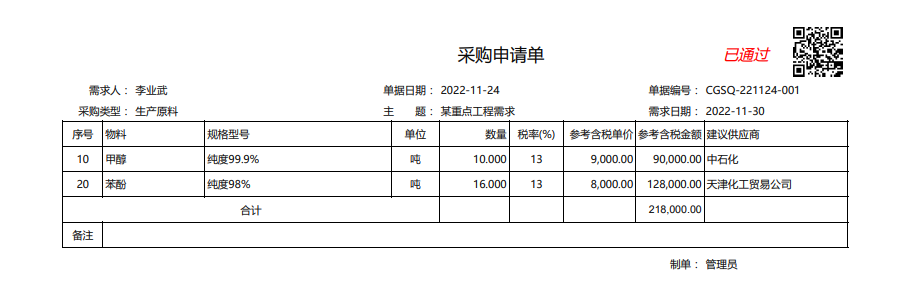 采购申请单 已通过
需求人： 李业武 单据日期： 2022-11-24 单据编号： CGSQ-221124-001
采购类型： 生产原料 主 题： 某重点工程需求 需求日期： 2022-11-30
序号 物料 规格型号 单位 数量 税率(%) 参考含税单价 参考含税金额 建议供应商
10 甲醇 纯度99.9% 吨 10.000 13 9,000.00 90,000.00 中石化
20 苯酚 纯度98% 吨 16.000 13 8,000.00 128,000.00 天津化工贸易公司
合计 218,000.00
备注
制单： 管理员